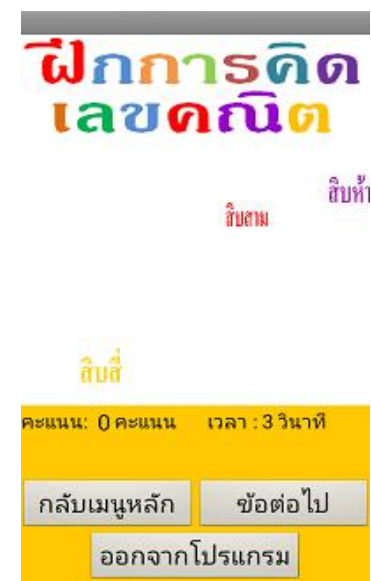 ฝึกการคิด
เลขคณิต
สิบห้า
สิบสาม
สิบสี่
คะแนน: 0 คะแนน เวลา : 3 วินาที
กลับเมนูหลัก ข้อต่อไป
ออกจากโปรแกรม